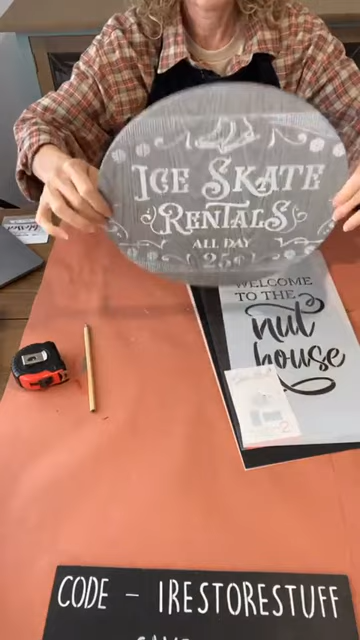 ICE SKATE
RENTALS
ALL DAY
25¢
WELCOME
TO THE
nut
house
CODE - IRESTORESTUFF